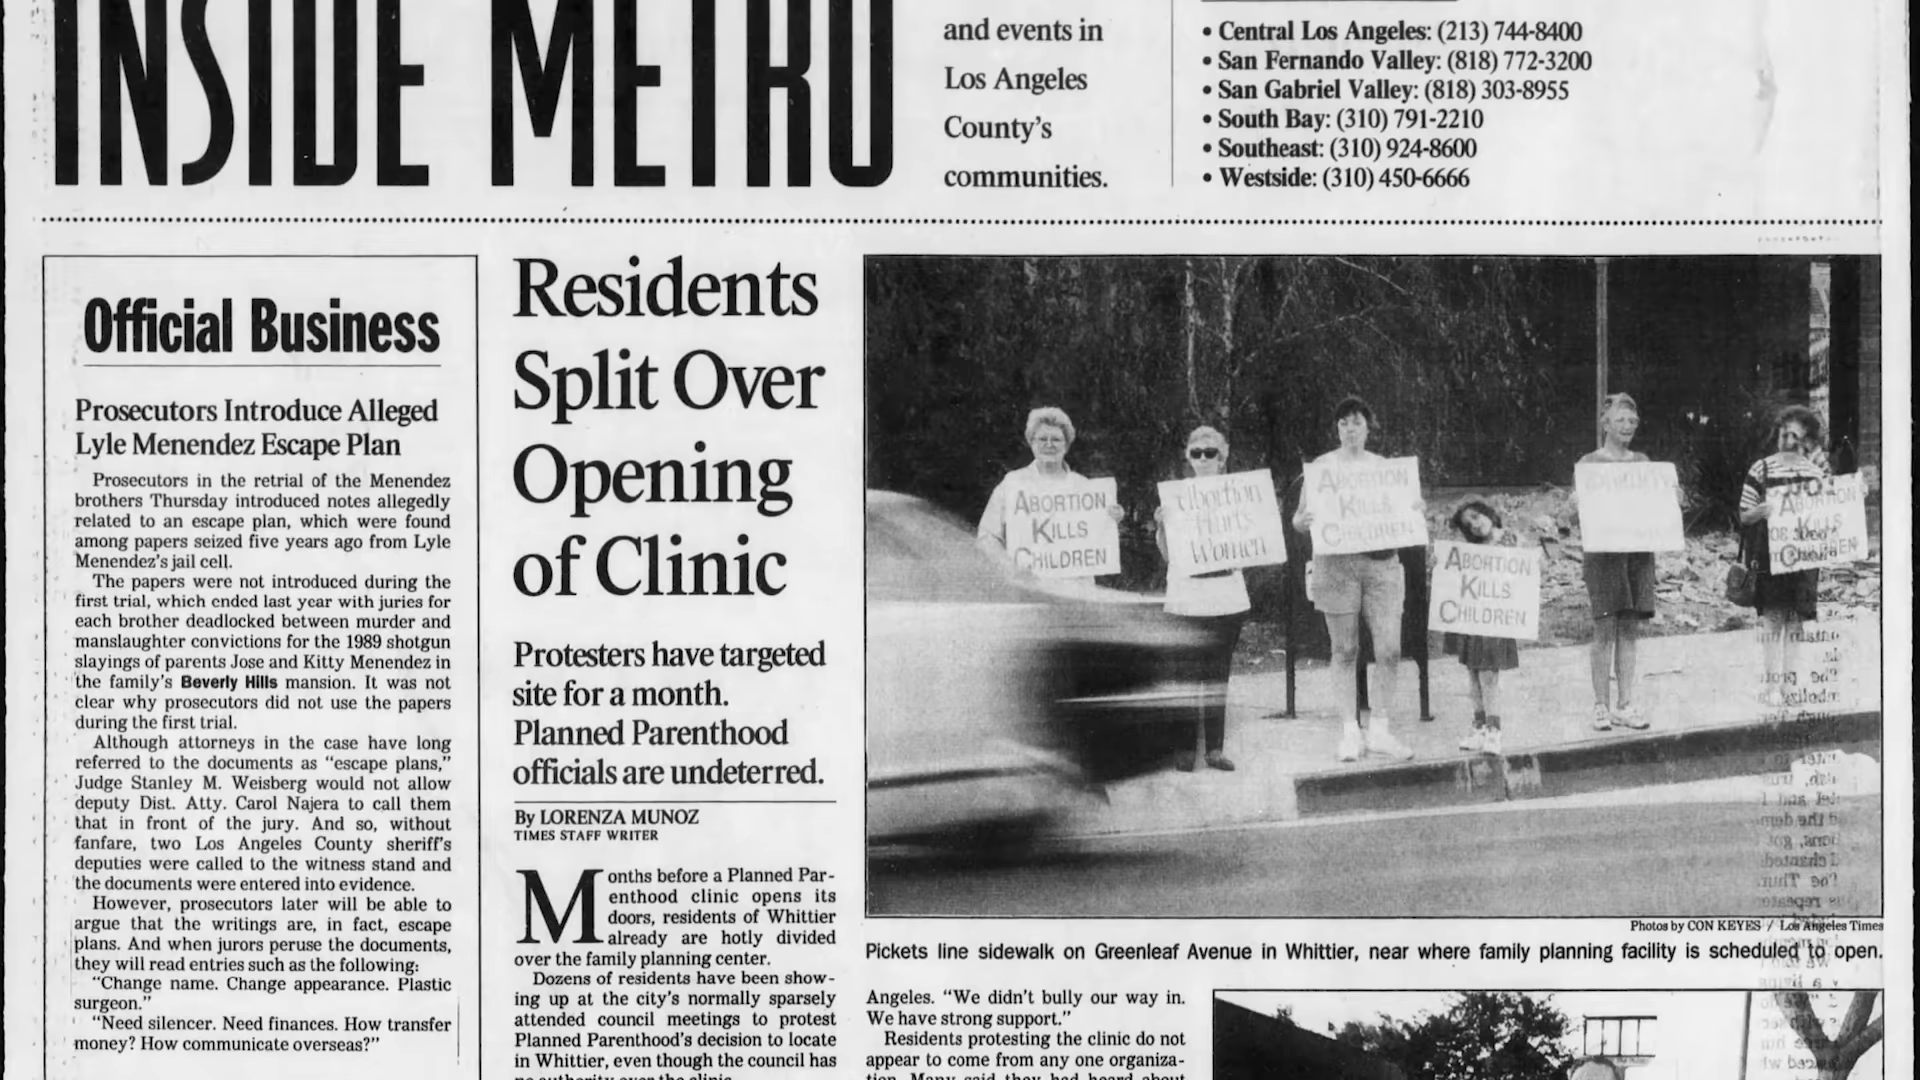 INSIDE METRO
and events in
Los Angeles
County's
communities.
• Central Los Angeles: (213) 744-8400
• San Fernando Valley: (818) 772-3200
• San Gabriel Valley: (818) 303-8955
• South Bay: (310) 791-2210
• Southeast: (310) 924-8600
• Westside: (310) 450-6666
Official Business
Prosecutors Introduce Alleged
Lyle Menendez Escape Plan
Prosecutors in the retrial of the Menendez
brothers Thursday introduced notes allegedly
related to an escape plan, which were found
among papers seized five years ago from Lyle
Menendez's jail cell.
The papers were not introduced during the
first trial, which ended last year with juries for
each brother deadlocked between murder and
manslaughter convictions for the 1989 shotgun
slayings of parents Jose and Kitty Menendez in
the family's Beverly Hills mansion. It was not
clear why prosecutors did not use the papers
during the first trial.
Although attorneys in the case have long
referred to the documents as “escape plans,”
Judge Stanley M. Weisberg would not allow
deputy Dist. Atty. Carol Najera to call them
that in front of the jury. And so, without
fanfare, two Los Angeles County sheriff's
deputies were called to the witness stand and
the documents were entered into evidence.
However, prosecutors later will be able to
argue that the writings are, in fact, escape
plans. And when jurors peruse the documents,
they will read entries such as the following:
“Change name. Change appearance. Plastic
surgeon.”
“Need silencer. Need finances. How transfer
money? How communicate overseas?”
Residents
Split Over
Opening
of Clinic
Protesters have targeted
site for a month.
Planned Parenthood
officials are undeterred.
By LORENZA MUNOZ
TIMES STAFF WRITER
Months before a Planned Par-
enthood clinic opens its
doors, residents of Whittier
already are hotly divided
over the family planning center.
Dozens of residents have been show-
ing up at the city's normally sparsely
attended council meetings to protest
Planned Parenthood's decision to locate
in Whittier, even though the council has
no authority over the clinic.
ABORTION
KILLS
CHILDREN
Abortion
Hurts
Women
ABORTION
KILLS
CHILDREN
ABORTION
KILLS
CHILDREN
ABORTION
KILLS
CHILDREN
Photos by CON KEYES / Los Angeles Times
Pickets line sidewalk on Greenleaf Avenue in Whittier, near where family planning facility is scheduled to open.
Angeles. “We didn't bully our way in.
We have strong support.”
Residents protesting the clinic do not
appear to come from any one organiza-
tion. Many said they had heard about